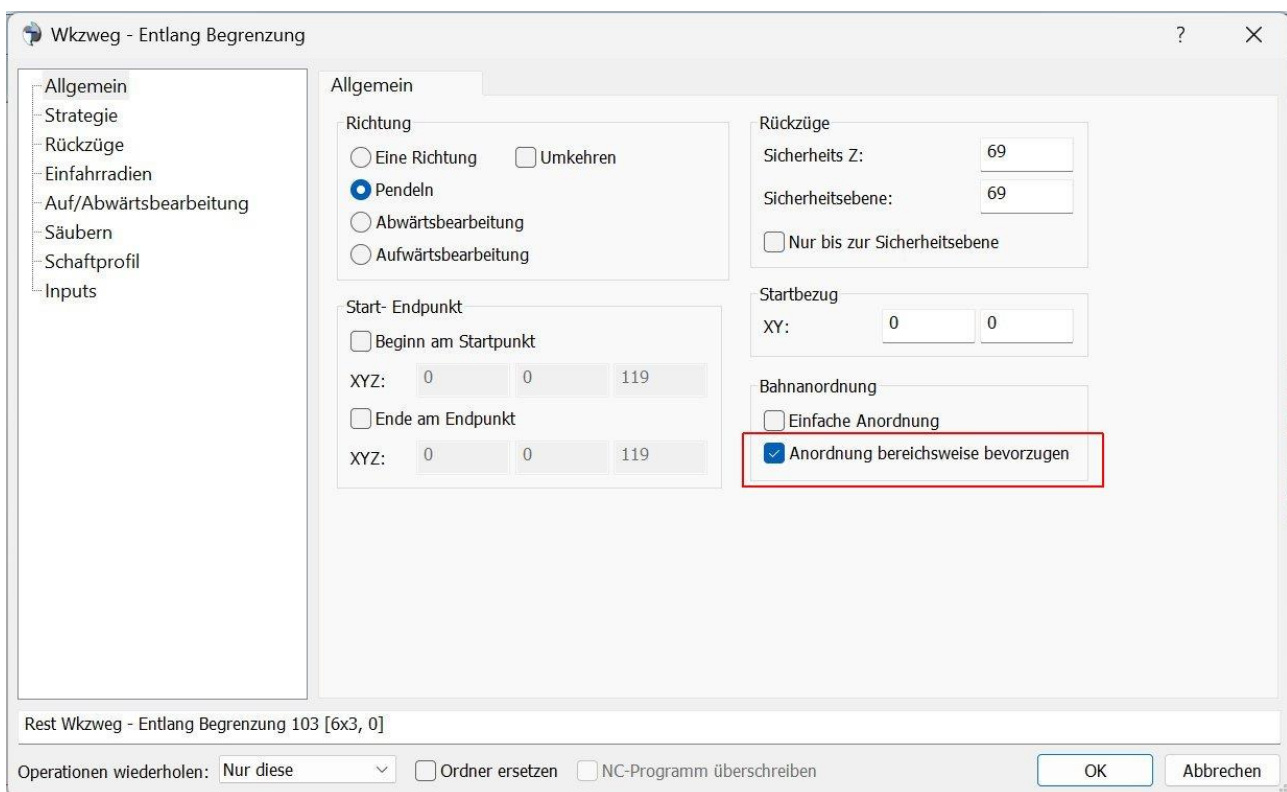 Wkzweg - Entlang Begrenzung
?
Allgemein
Strategie
Rückzüge
Einfahrradien
Auf/Abwärtsbearbeitung
Säubern
Schaftprofil
Inputs
Allgemein
Richtung
Eine Richtung
Umkehren
Pendeln
Abwärtsbearbeitung
Aufwärtsbearbeitung
Start- Endpunkt
Beginn am Startpunkt
XYZ: 0 0 119
Ende am Endpunkt
XYZ: 0 0 119
Rückzüge
Sicherheits Z: 69
Sicherheitsebene: 69
Nur bis zur Sicherheitsebene
Startbezug
XY: 0 0
Bahnanordnung
Einfache Anordnung
Anordnung bereichsweise bevorzugen
Rest Wkzweg - Entlang Begrenzung 103 [6x3, 0]
Operationen wiederholen: Nur diese
Ordner ersetzen
NC-Programm überschreiben
OK
Abbrechen